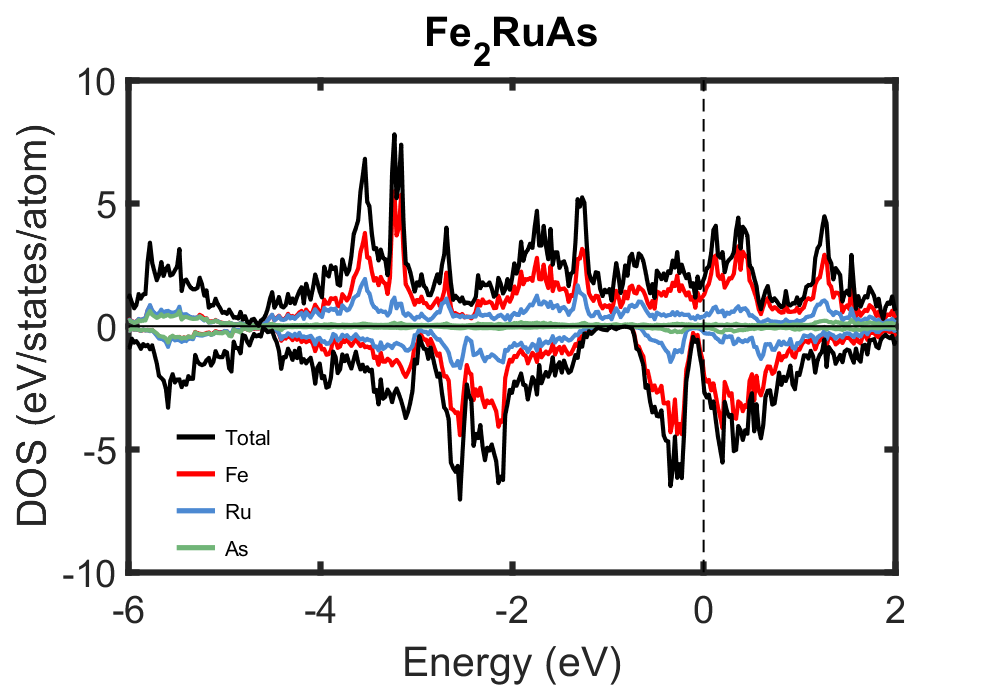 Fe₂RuAs
DOS (eV/states/atom)
10
5
0
-5
-10
Total
Fe
Ru
As
-6 -4 -2 0 2
Energy (eV)